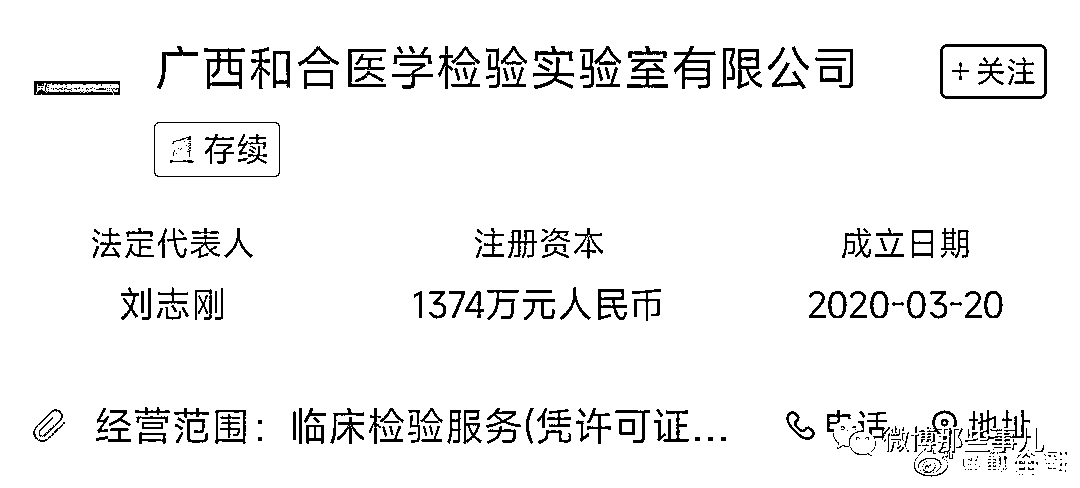 广西和合医学检验实验室有限公司
+关注
存续
法定代表人 注册资本 成立日期
刘志刚 1374万元人民币 2020-03-20
经营范围：临床检验服务(凭许可证... 电话 地址
微博那些事儿